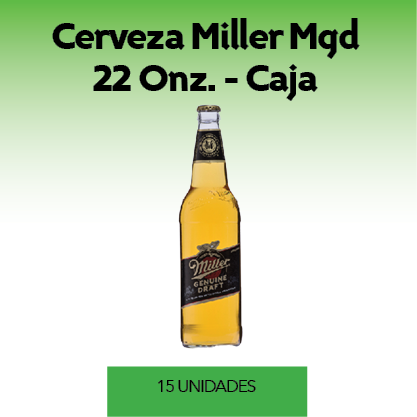 Cerveza Miller Mgd
22 Onz. - Caja
Miller
GENUINE
DRAFT
15 UNIDADES